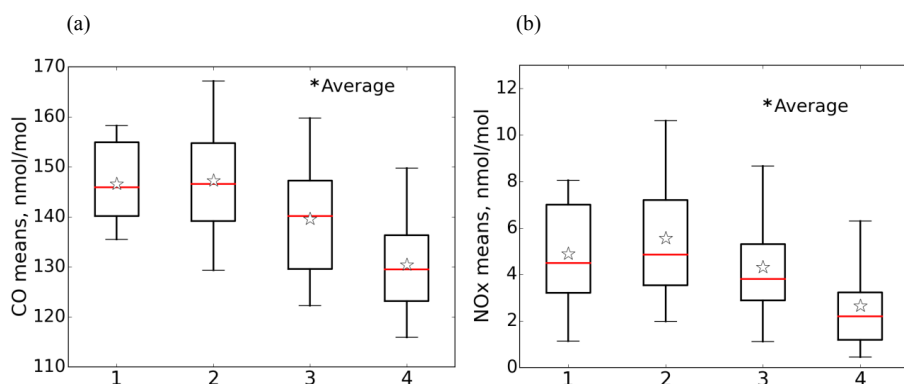 (a)
(b)
170
160
150
140
130
120
110
CO means, nmol/mol
*Average
1 2 3 4
12
10
8
6
4
2
0
NOx means, nmol/mol
*Average
1 2 3 4